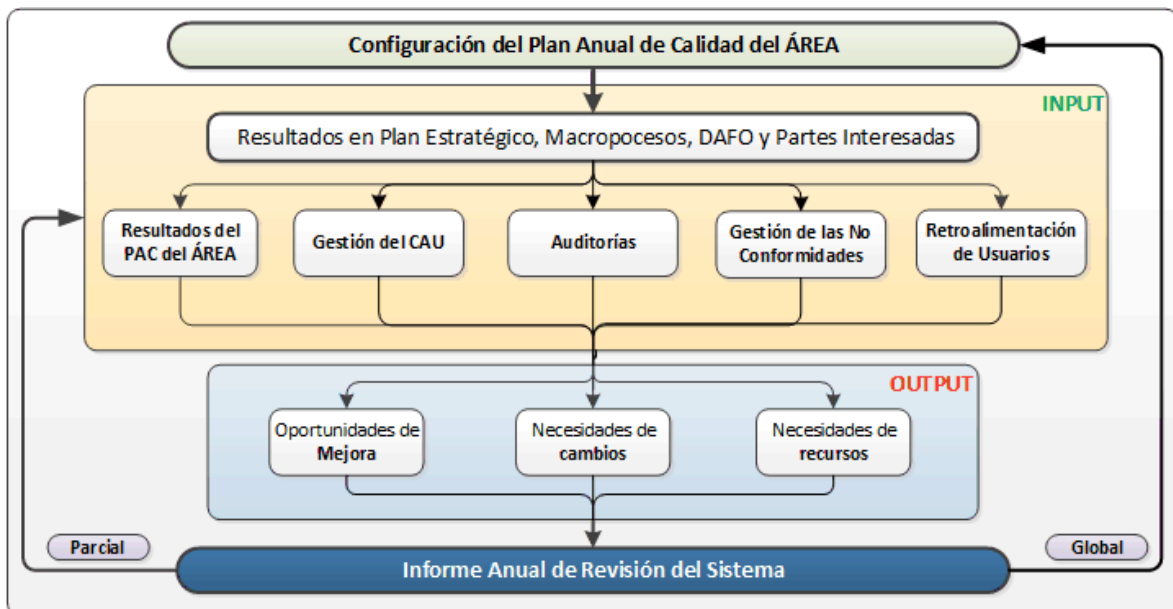 Configuración del Plan Anual de Calidad del ÁREA
INPUT
Resultados en Plan Estratégico, Macropocesos, DAFO y Partes Interesadas
Resultados del
PAC del ÁREA
Gestión del CAU
Auditorías
Gestión de las No
Conformidades
Retroalimentación
de Usuarios
OUTPUT
Oportunidades de
Mejora
Necesidades de
cambios
Necesidades de
recursos
Parcial
Global
Informe Anual de Revisión del Sistema